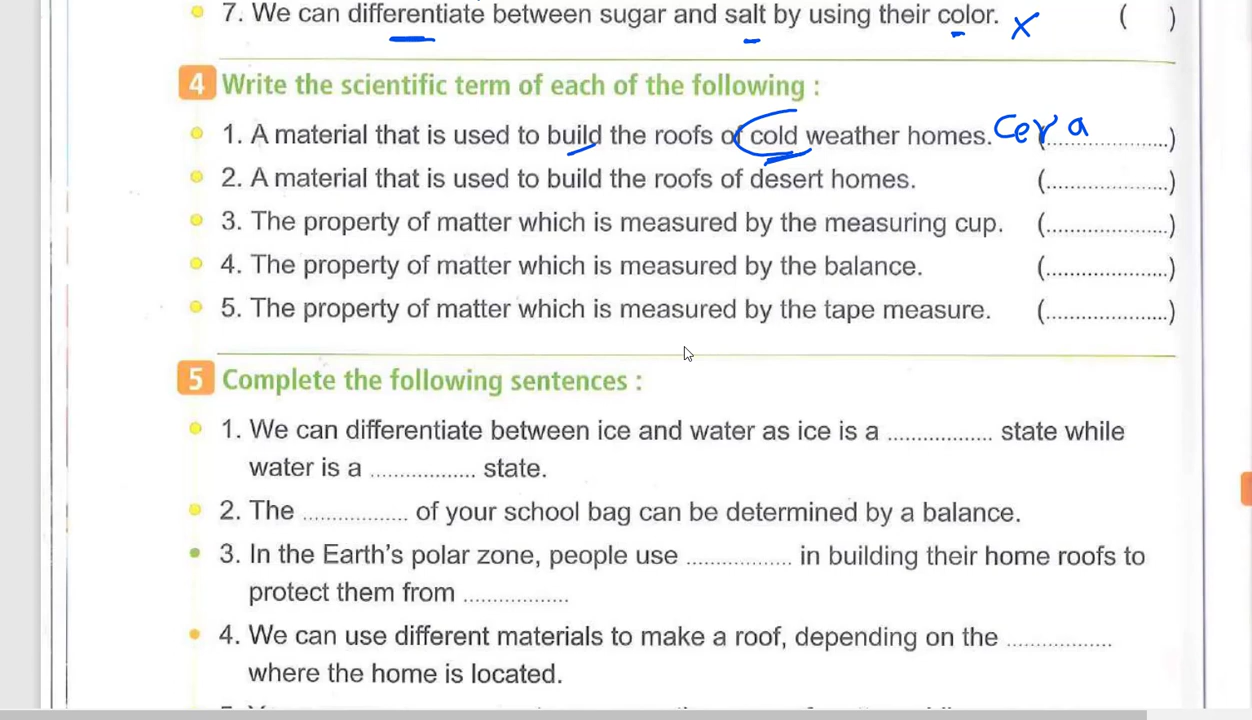 7. We can differentiate between sugar and salt by using their color. x ( )
4 Write the scientific term of each of the following :
1. A material that is used to build the roofs of cold weather homes. Cera (.....................)
2. A material that is used to build the roofs of desert homes. (.....................)
3. The property of matter which is measured by the measuring cup. (.....................)
4. The property of matter which is measured by the balance. (.....................)
5. The property of matter which is measured by the tape measure. (.....................)
5 Complete the following sentences :
1. We can differentiate between ice and water as ice is a .................. state while
water is a .................. state.
2. The .................. of your school bag can be determined by a balance.
3. In the Earth's polar zone, people use .................. in building their home roofs to
protect them from ..................
4. We can use different materials to make a roof, depending on the ..................
where the home is located.